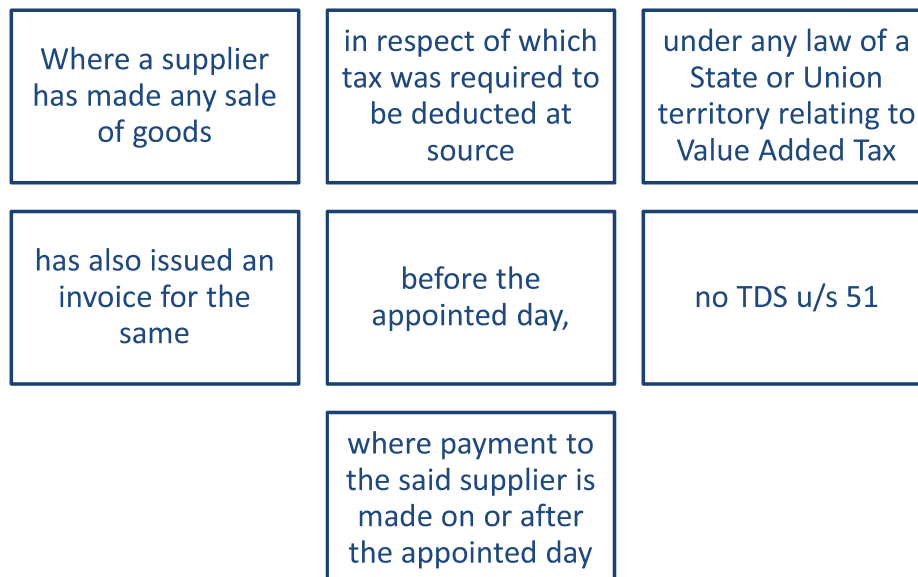 Where a supplier
has made any sale
of goods
in respect of which
tax was required to
be deducted at
source
under any law of a
State or Union
territory relating to
Value Added Tax
has also issued an
invoice for the
same
before the
appointed day,
no TDS u/s 51
where payment to
the said supplier is
made on or after
the appointed day